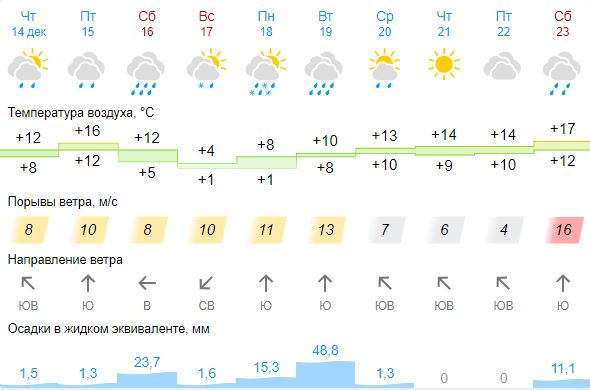 Чт Пт Сб Вс Пн Вт Ср Чт Пт Сб
14 дек 15 16 17 18 19 20 21 22 23
Температура воздуха, °C
+12 +16 +12 +4 +8 +10 +13 +14 +14 +17
+8 +12 +5 +1 +1 +8 +10 +9 +10 +12
Порывы ветра, м/с
8 10 8 10 11 13 7 6 4 16
Направление ветра
ЮВ Ю В СВ Ю Ю ЮВ ЮВ ЮВ Ю
Осадки в жидком эквиваленте, мм
1,5 1,3 23,7 1,6 15,3 48,8 1,3 0 0 11,1